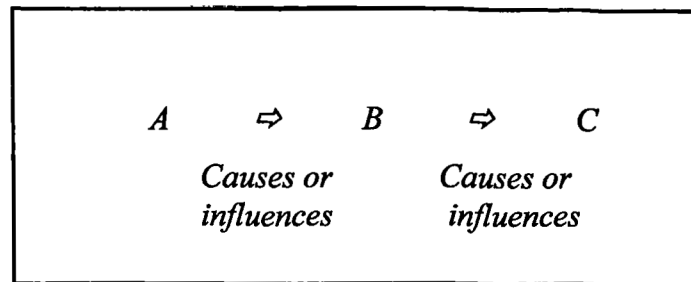 A ⇨ B ⇨ C
Causes or Causes or
influences influences